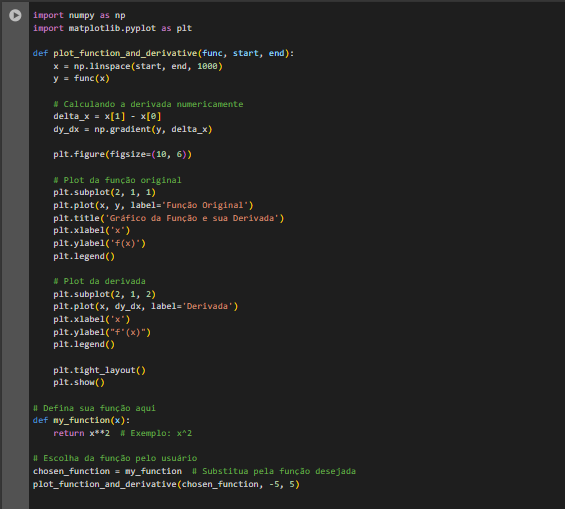 import numpy as np
import matplotlib.pyplot as plt

def plot_function_and_derivative(func, start, end):
    x = np.linspace(start, end, 1000)
    y = func(x)

    # Calculando a derivada numericamente
    delta_x = x[1] - x[0]
    dy_dx = np.gradient(y, delta_x)

    plt.figure(figsize=(10, 6))

    # Plot da função original
    plt.subplot(2, 1, 1)
    plt.plot(x, y, label='Função Original')
    plt.title('Gráfico da Função e sua Derivada')
    plt.xlabel('x')
    plt.ylabel('f(x)')
    plt.legend()

    # Plot da derivada
    plt.subplot(2, 1, 2)
    plt.plot(x, dy_dx, label='Derivada')
    plt.xlabel('x')
    plt.ylabel("f'(x)")
    plt.legend()

    plt.tight_layout()
    plt.show()

# Defina sua função aqui
def my_function(x):
    return x**2  # Exemplo: x^2

# Escolha da função pelo usuário
chosen_function = my_function  # Substitua pela função desejada
plot_function_and_derivative(chosen_function, -5, 5)